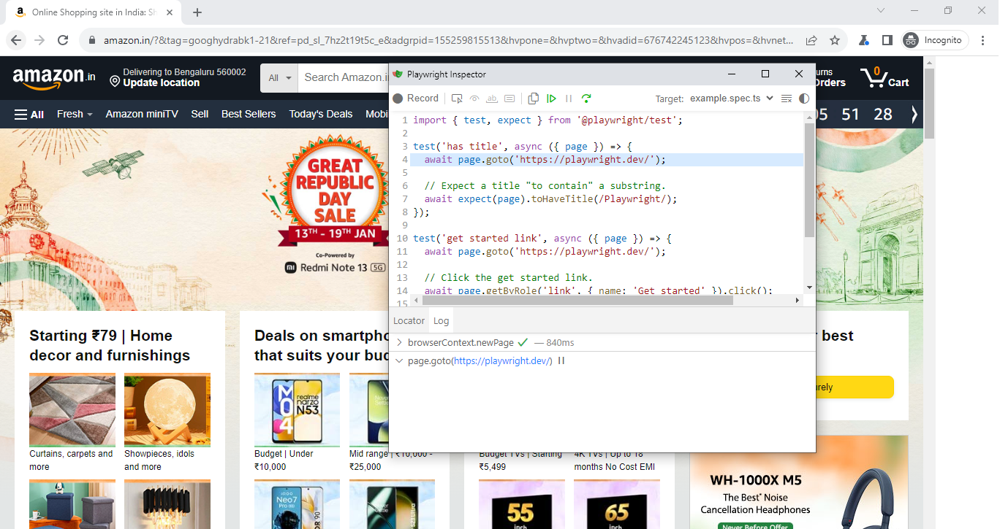 Online Shopping site in India: Sh
amazon.in/?&tag=googhydrabk1-21&ref=pd_sl_7hz2t19t5c_e&adgrpid=155259815513&hvpone=&hvptwo=&hvadid=676742245123&hvpos=&hvnet...
Incognito
amazon.in
Delivering to Bengaluru 560002
Update location
All
Search Amazon.i
urns
Orders
0
Cart
All
Fresh
Amazon miniTV
Sell
Best Sellers
Today's Deals
Mobi
05 51 28
GREAT
REPUBLIC
DAY
SALE
13TH - 19TH JAN
Co-Powered by
mi Redmi Note 13 5G
Playwright Inspector
Record
Target: example.spec.ts
1 import { test, expect } from '@playwright/test';
2
3 test('has title', async ({ page }) => {
4 await page.goto('https://playwright.dev/');
5
6 // Expect a title "to contain" a substring.
7 await expect(page).toHaveTitle(/Playwright/);
8 });
9
10 test('get started link', async ({ page }) => {
11 await page.goto('https://playwright.dev/');
12
13 // Click the get started link.
14 await page.getByRole('link', { name: 'Get started' }).click();
15
Locator
Log
browserContext.newPage — 840ms
page.goto(https://playwright.dev/)
Starting ₹79 | Home
decor and furnishings
Curtains, carpets and
more
Showpieces, idols
and more
Deals on smartpho
that suits your bud
M
04
realme
narzo
N53
Budget | Under
₹10,000
Mid range | ₹10,000 -
₹25,000
iQOO
Neo7
Pro 5G
Budget TVs | Starting
₹5,499
4K TVs | Up to 18
months No Cost EMI
55
inch
65
inch
r best
urely
WH-1000X M5
The Best* Noise
Cancellation Headphones
Never Before Offer